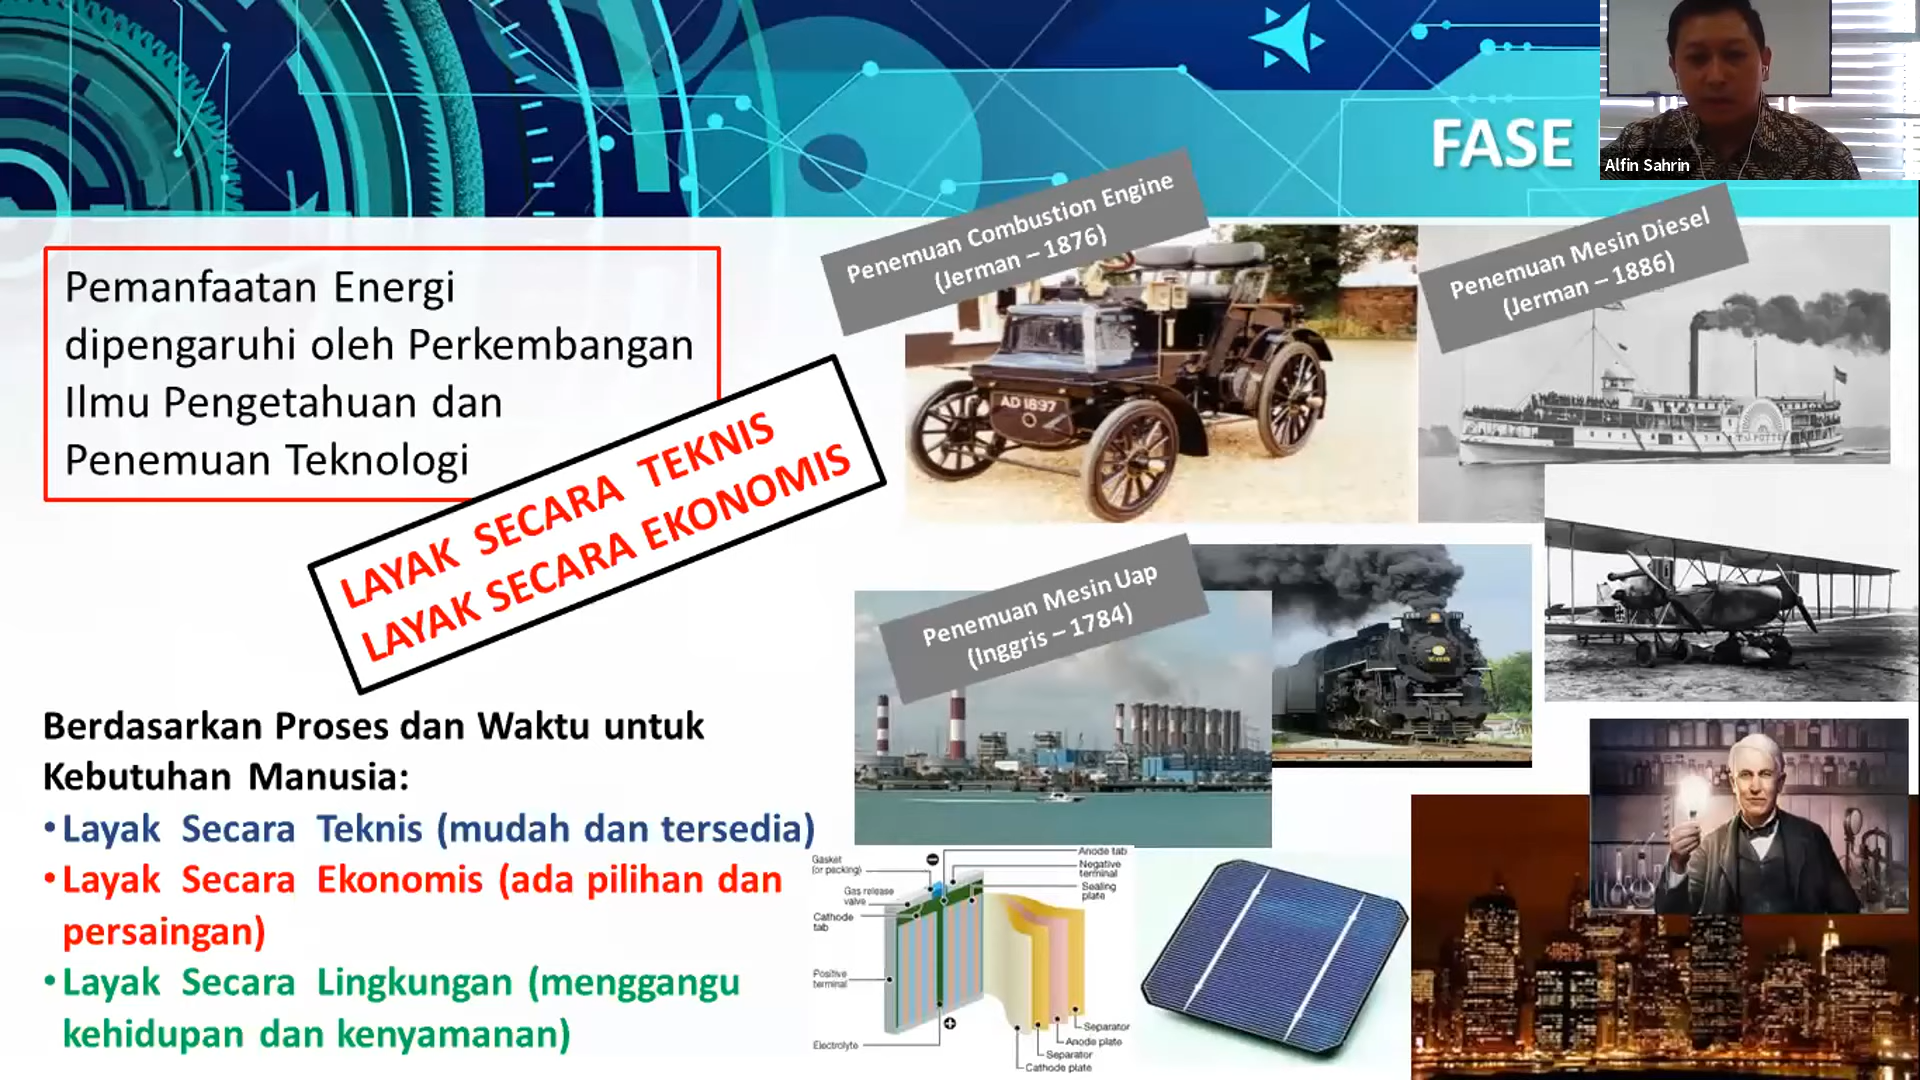 FASE
Alfin Sahrin
Pemanfaatan Energi
dipengaruhi oleh Perkembangan
Ilmu Pengetahuan dan
Penemuan Teknologi
LAYAK SECARA TEKNIS
LAYAK SECARA EKONOMIS
Berdasarkan Proses dan Waktu untuk
Kebutuhan Manusia:
•Layak Secara Teknis (mudah dan tersedia)
•Layak Secara Ekonomis (ada pilihan dan
persaingan)
•Layak Secara Lingkungan (menggangu
kehidupan dan kenyamanan)
Penemuan Combustion Engine
(Jerman – 1876)
AD 1897
Penemuan Mesin Diesel
(Jerman – 1886)
Penemuan Mesin Uap
(Inggris – 1784)
Gasket
(or packing)
Gas release
valve
Cathode
tab
Positive
terminal
Electrolyte
Anode tab
Negative
terminal
Sealing
plate
Separator
Anode plate
Separator
Cathode plate